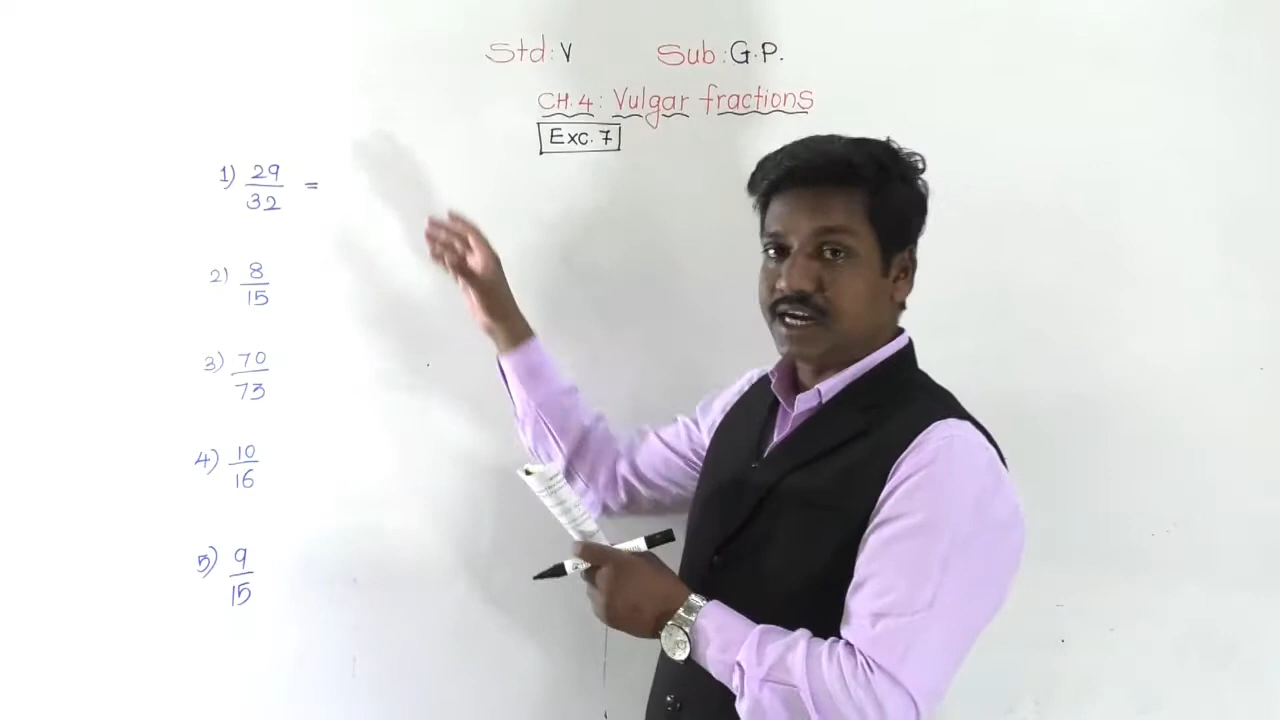 Std: V Sub: G.P.
CH. 4: Vulgar fractions
Exc. 7
1) 29/32 =
2) 8/15
3) 70/73
4) 10/16
5) 9/15